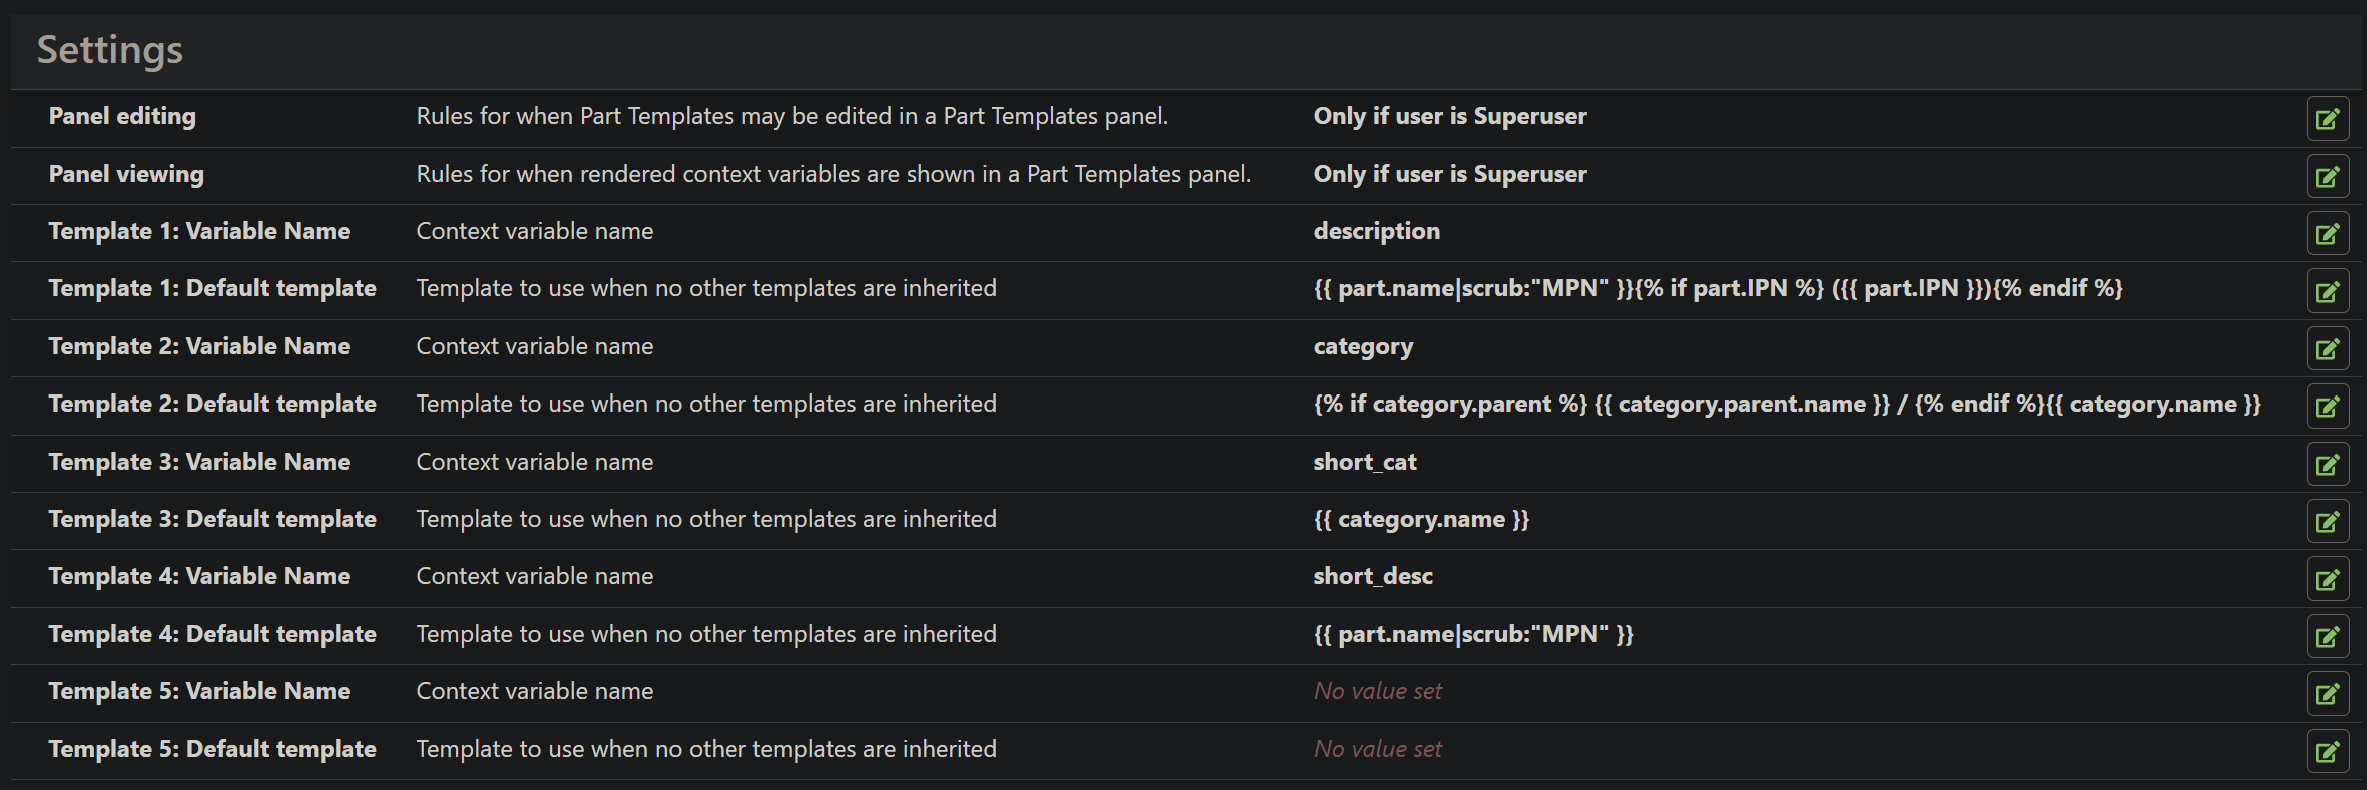 Settings
Panel editing Rules for when Part Templates may be edited in a Part Templates panel. Only if user is Superuser
Panel viewing Rules for when rendered context variables are shown in a Part Templates panel. Only if user is Superuser
Template 1: Variable Name Context variable name description
Template 1: Default template Template to use when no other templates are inherited {{ part.name|scrub:"MPN" }}{% if part.IPN %} ({{ part.IPN }}){% endif %}
Template 2: Variable Name Context variable name category
Template 2: Default template Template to use when no other templates are inherited {% if category.parent %} {{ category.parent.name }} / {% endif %}{{ category.name }}
Template 3: Variable Name Context variable name short_cat
Template 3: Default template Template to use when no other templates are inherited {{ category.name }}
Template 4: Variable Name Context variable name short_desc
Template 4: Default template Template to use when no other templates are inherited {{ part.name|scrub:"MPN" }}
Template 5: Variable Name Context variable name No value set
Template 5: Default template Template to use when no other templates are inherited No value set